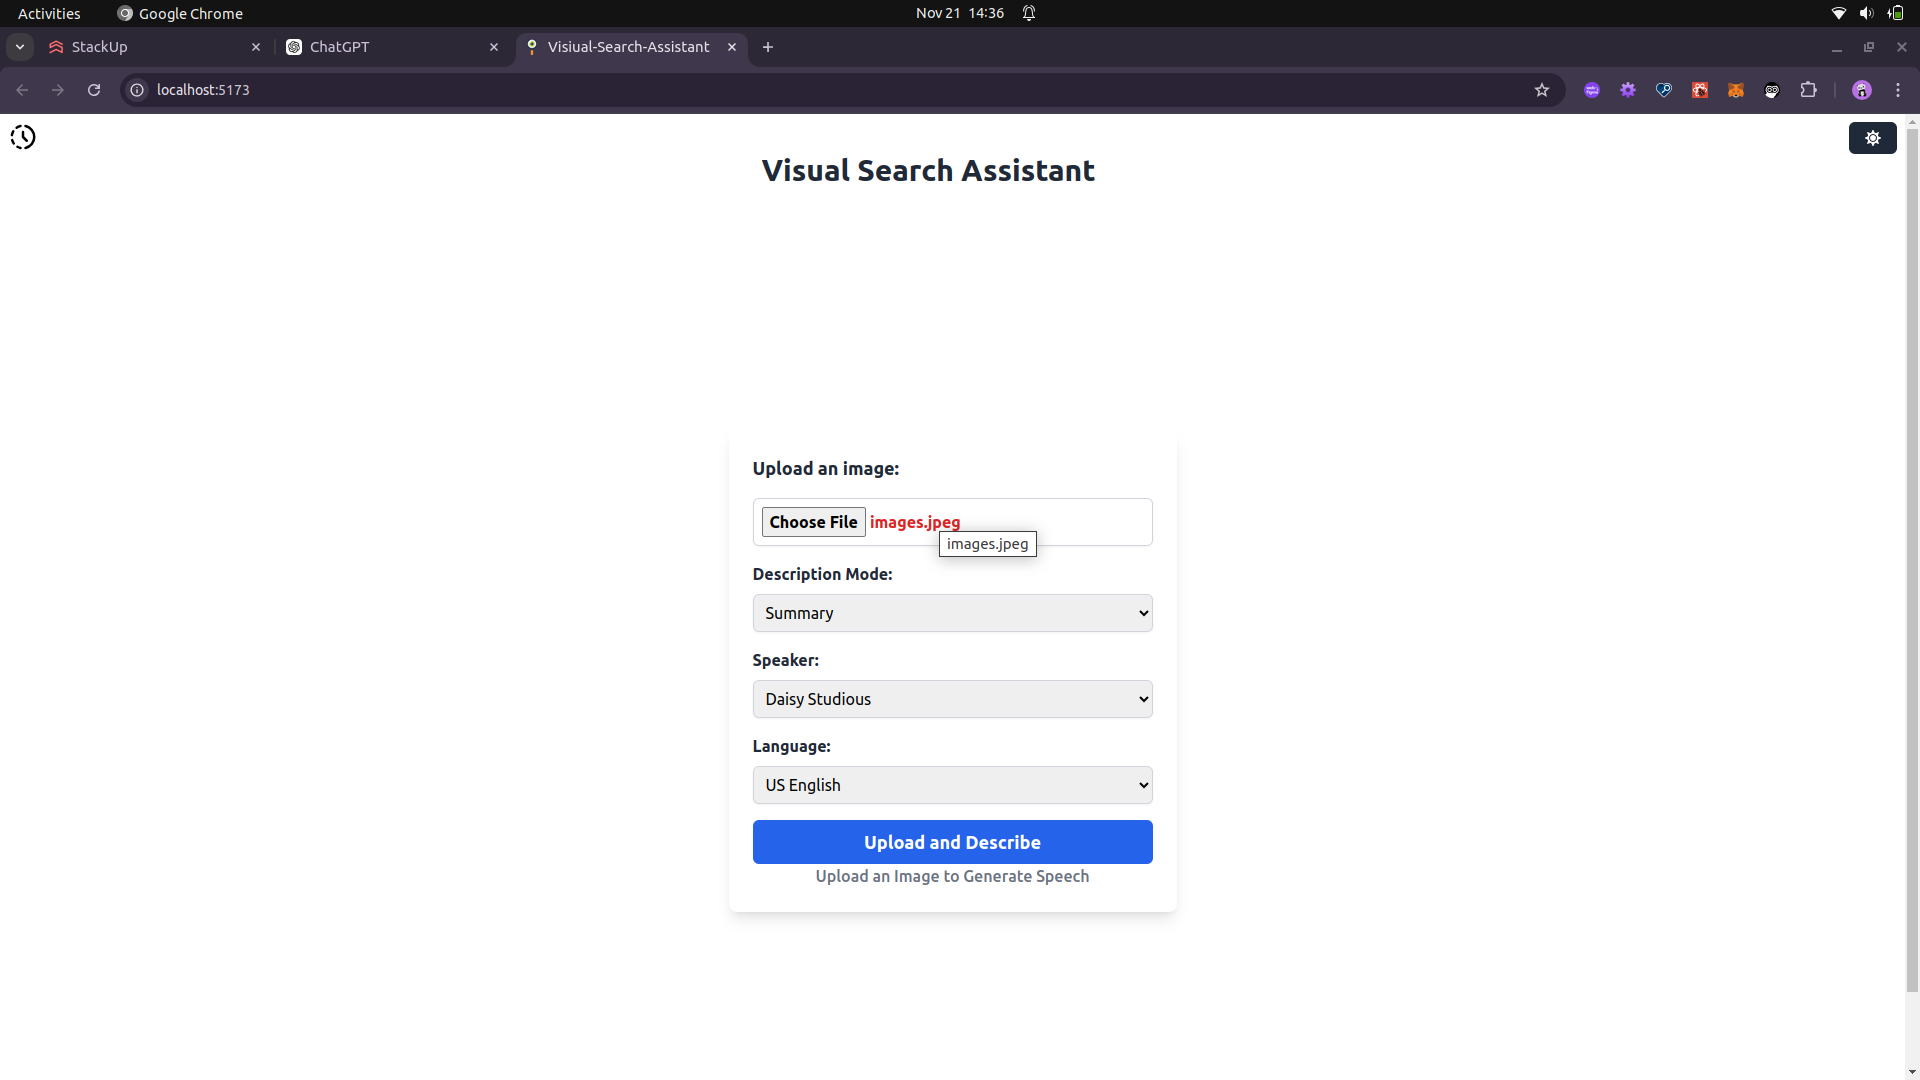 Activities Google Chrome Nov 21 14:36
StackUp ChatGPT Visiual-Search-Assistant
localhost:5173
Visual Search Assistant
Upload an image:
Choose File images.jpeg
images.jpeg
Description Mode:
Summary
Speaker:
Daisy Studious
Language:
US English
Upload and Describe
Upload an Image to Generate Speech